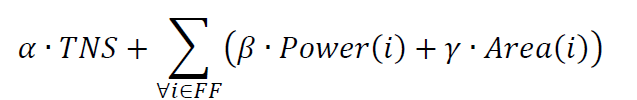 α · TNS + ∑ (β · Power(i) + γ · Area(i))
∀i∈FF